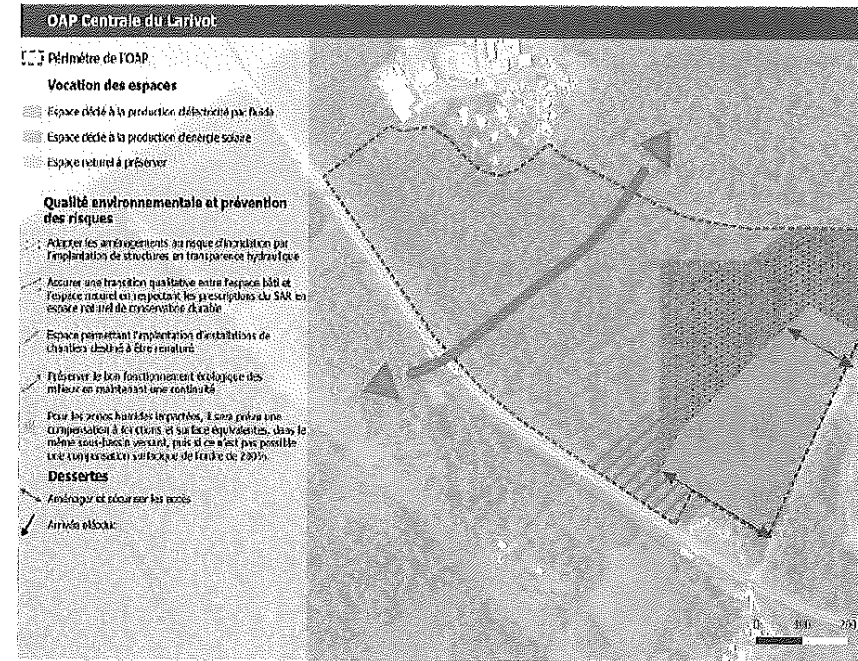 OAP Centrale du Larivot
Périmètre de l'OAP
Vocation des espaces
Espace dédié à la production d'électricité par fluide
Espace dédié à la production d'énergie solaire
Espace naturel à préserver
Qualité environnementale et prévention
des risques
Adapter les aménagements au risque d'inondation par
l'implantation de structures en transparence hydraulique
Assurer une transition qualitative entre l'espace bâti et
l'espace naturel en respectant les prescriptions du SAR en
espace naturel de conservation durable
Espace permettant l'implantation d'installations de
chantiers destiné à être renaturé
Préserver le bon fonctionnement écologique des
milieux en maintenant une continuité
Pour les zones humides impactées, il sera prévu une
compensation à fonctions et surface équivalentes, dans le
même sous-bassin versant, puis si ce n'est pas possible
une compensation surfacique de l'ordre de 200%
Dessertes
Aménager et sécuriser les accès
Arrivée oléoduc
0 100 200